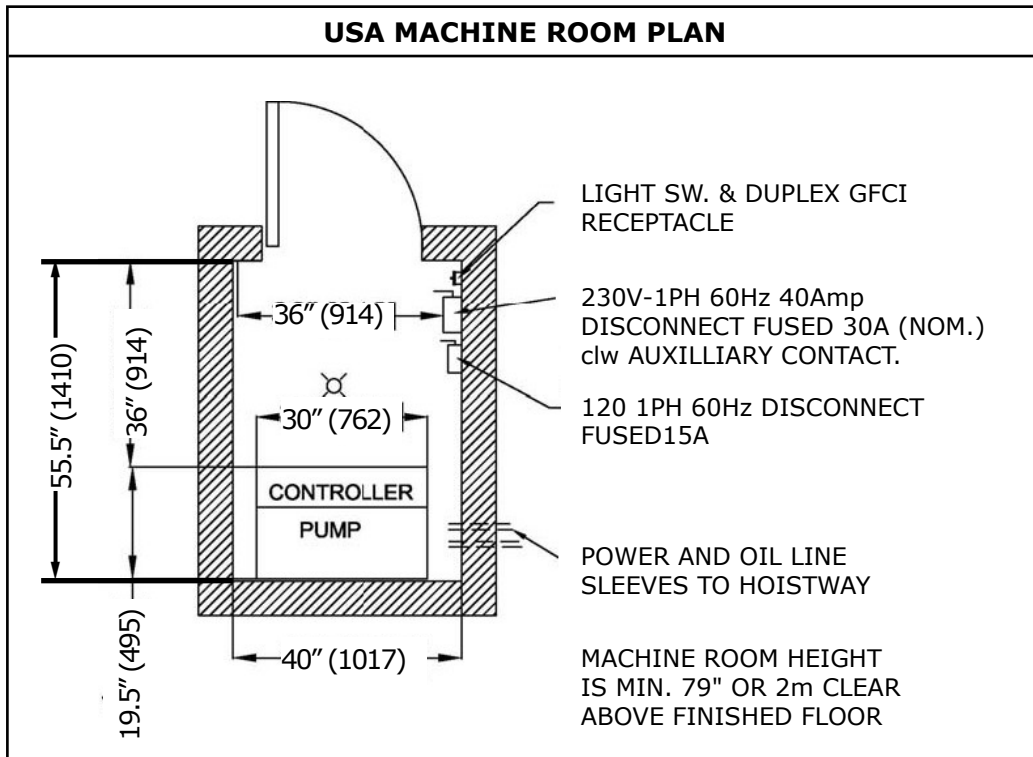 USA MACHINE ROOM PLAN
LIGHT SW. & DUPLEX GFCI
RECEPTACLE
36” (914)
230V-1PH 60Hz 40Amp
DISCONNECT FUSED 30A (NOM.)
clw AUXILLIARY CONTACT.
55.5” (1410)
36” (914)
30” (762)
120 1PH 60Hz DISCONNECT
FUSED15A
CONTROLLER
PUMP
POWER AND OIL LINE
SLEEVES TO HOISTWAY
19.5” (495)
40” (1017)
MACHINE ROOM HEIGHT
IS MIN. 79" OR 2m CLEAR
ABOVE FINISHED FLOOR